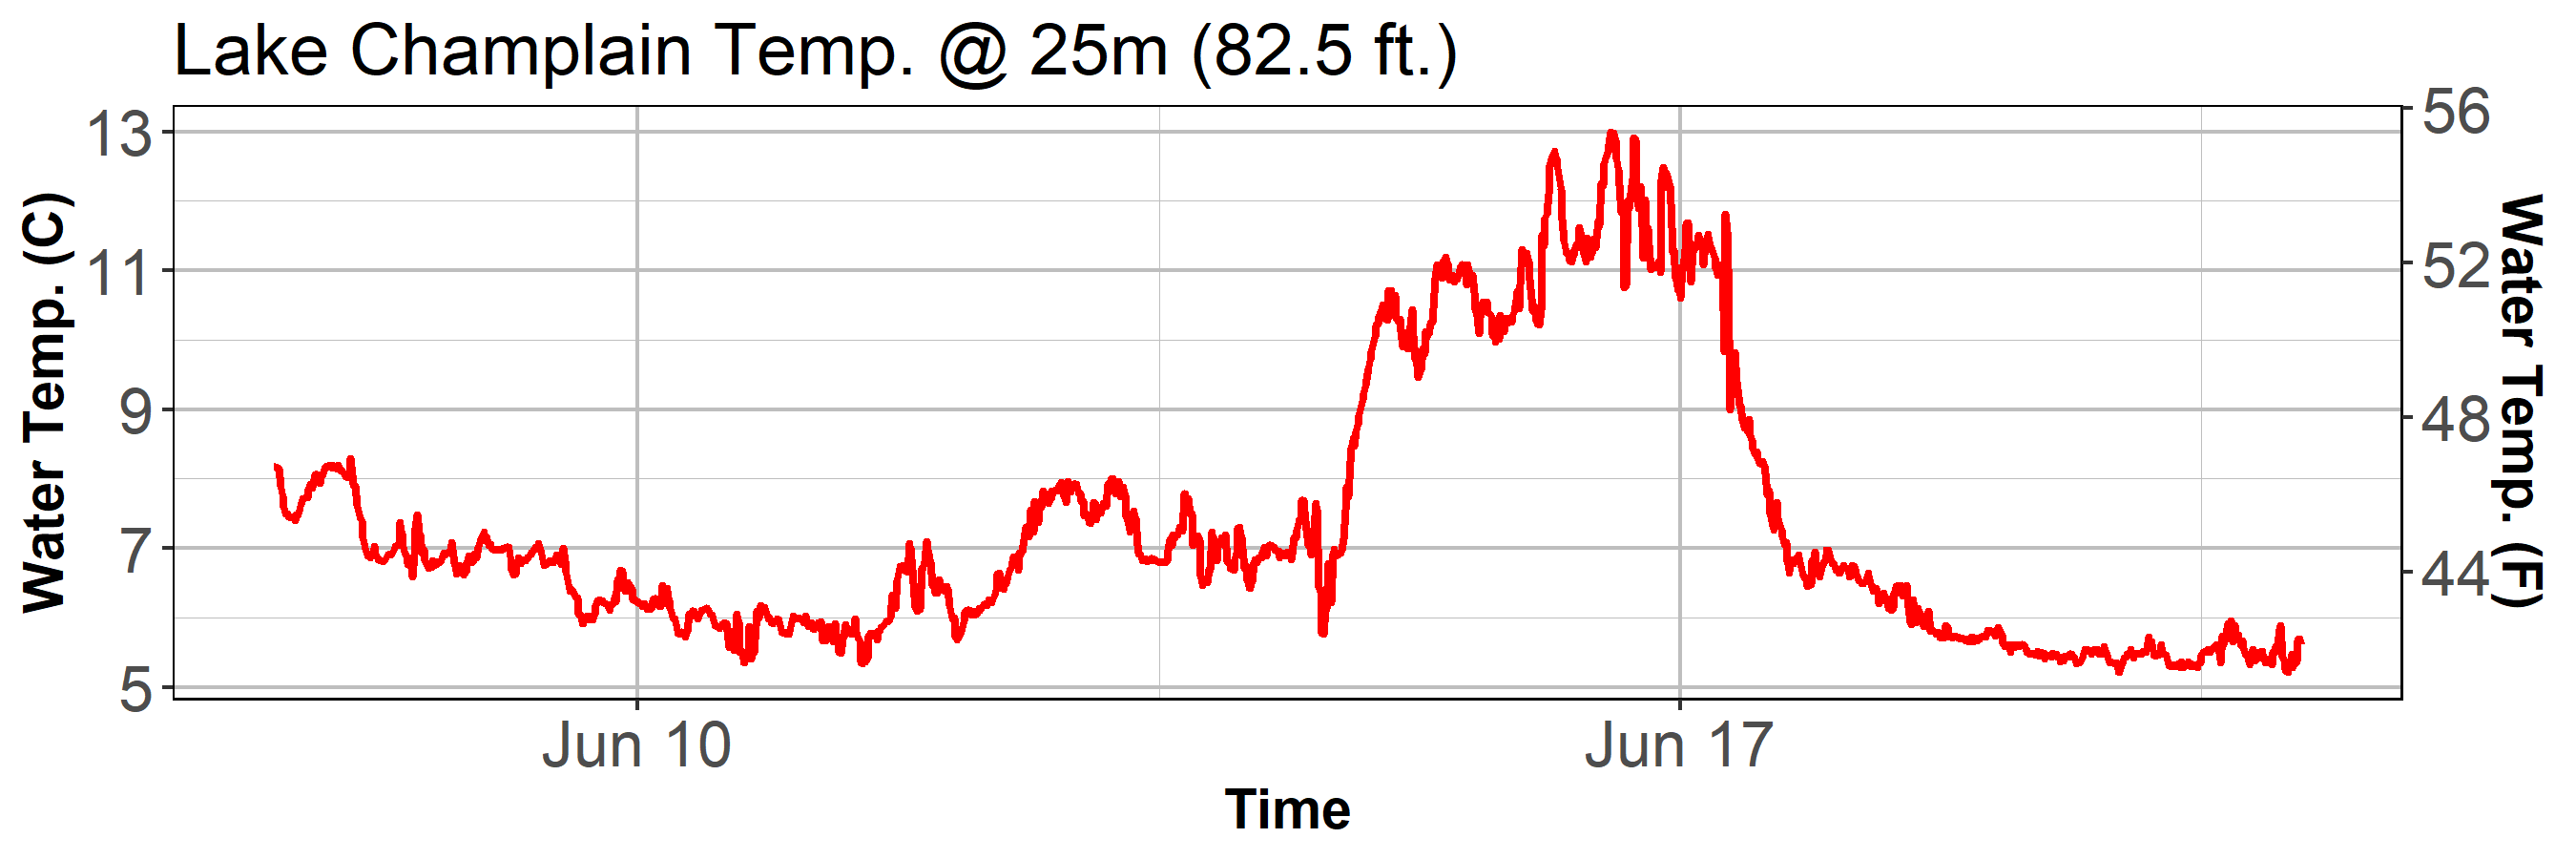 Lake Champlain Temp. @ 25m (82.5 ft.)
13
11
9
7
5
Water Temp. (C)
56
52
48
44
Water Temp. (F)
Jun 10
Jun 17
Time